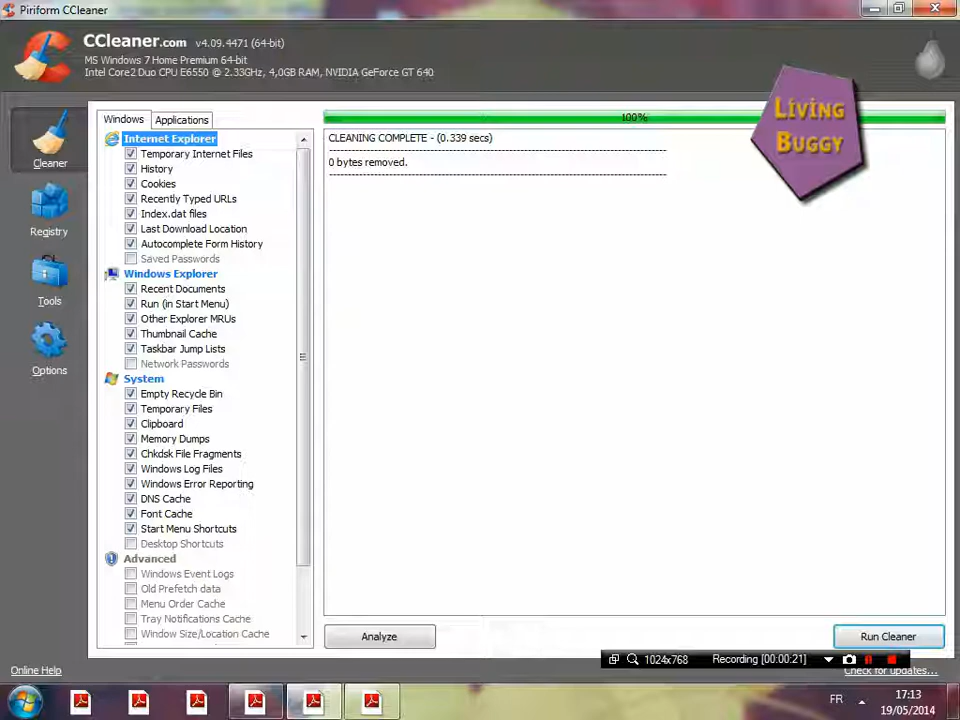 Piriform CCleaner
CCleaner.com v4.09.4471 (64-bit)
MS Windows 7 Home Premium 64-bit
Intel Core2 Duo CPU E6550 @ 2.33GHz, 4,0GB RAM, NVIDIA GeForce GT 640
Living
Buggy
Cleaner
Registry
Tools
Options
Windows
Applications
Internet Explorer
Temporary Internet Files
History
Cookies
Recently Typed URLs
Index.dat files
Last Download Location
Autocomplete Form History
Saved Passwords
Windows Explorer
Recent Documents
Run (in Start Menu)
Other Explorer MRUs
Thumbnail Cache
Taskbar Jump Lists
Network Passwords
System
Empty Recycle Bin
Temporary Files
Clipboard
Memory Dumps
Chkdsk File Fragments
Windows Log Files
Windows Error Reporting
DNS Cache
Font Cache
Start Menu Shortcuts
Desktop Shortcuts
Advanced
Windows Event Logs
Old Prefetch data
Menu Order Cache
Tray Notifications Cache
Window Size/Location Cache
100%
CLEANING COMPLETE - (0.339 secs)
0 bytes removed.
Analyze
Run Cleaner
1024x768 Recording [00:00:21]
Online Help
Check for updates...
FR
17:13
19/05/2014